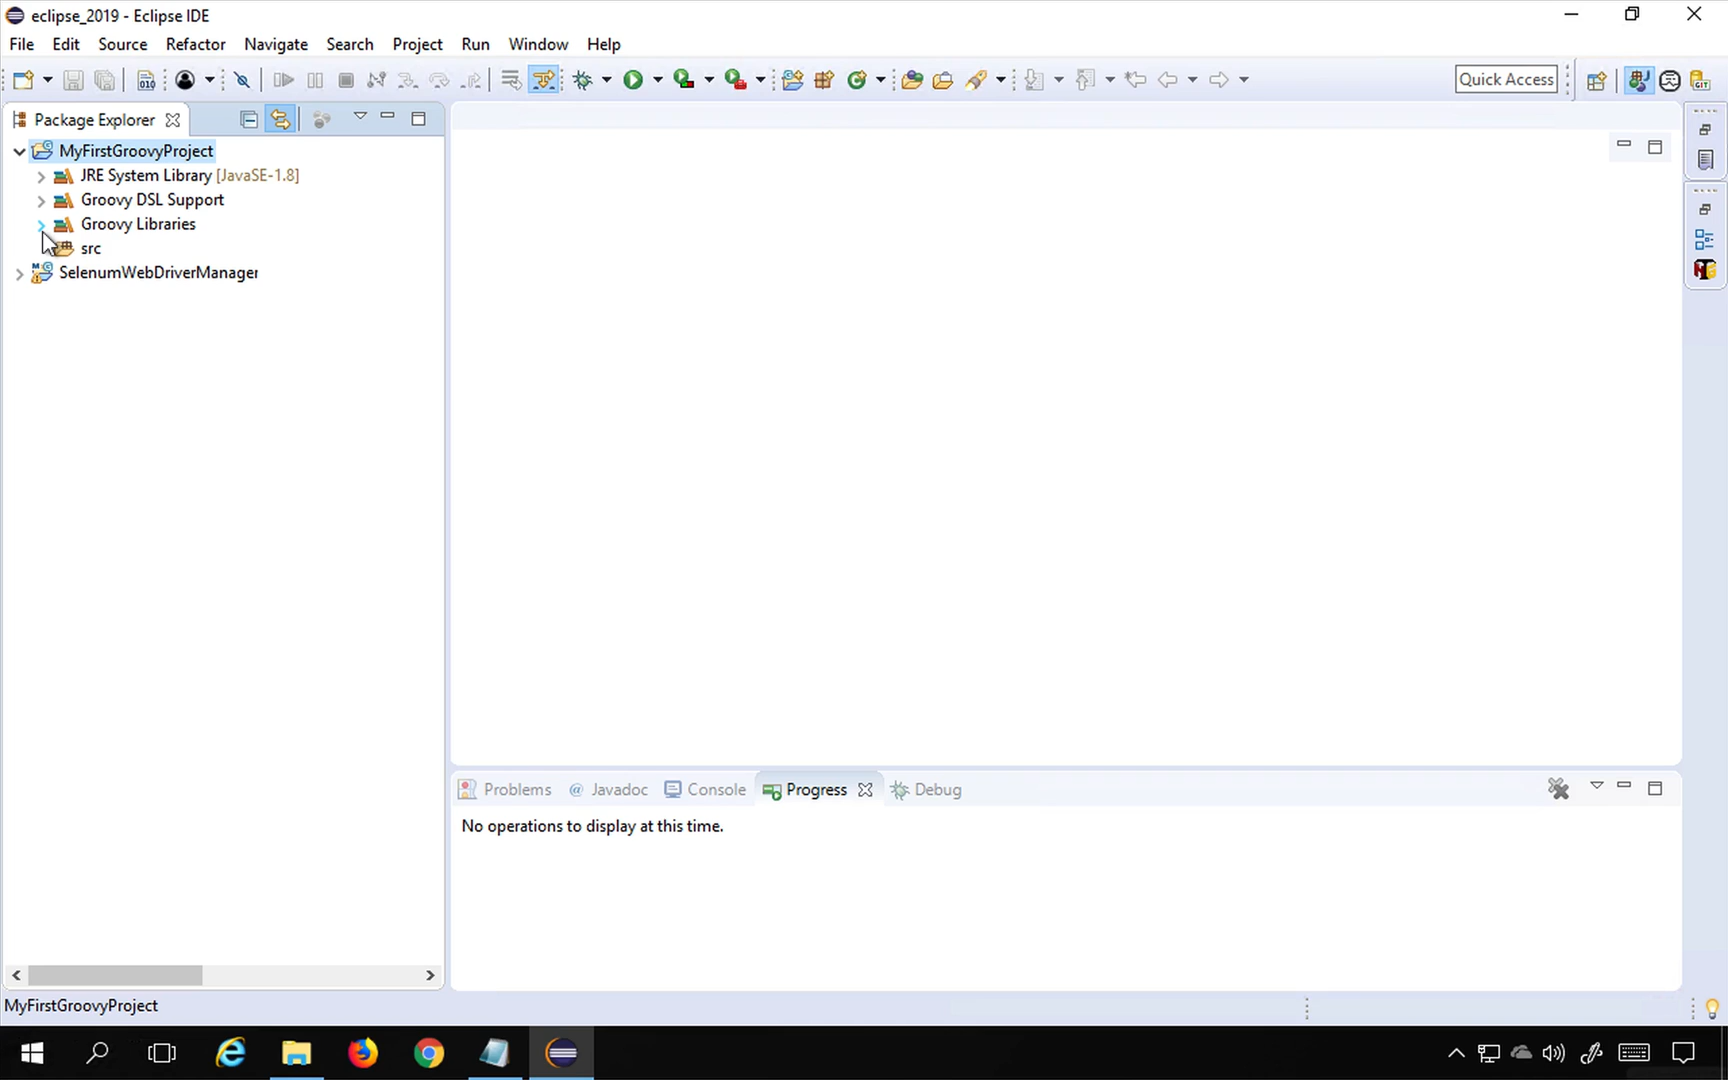 eclipse_2019 - Eclipse IDE
File Edit Source Refactor Navigate Search Project Run Window Help
010
Quick Access
GIT
Package Explorer
MyFirstGroovyProject
JRE System Library [JavaSE-1.8]
Groovy DSL Support
Groovy Libraries
src
SelenumWebDriverManager
Problems @ Javadoc Console Progress Debug
No operations to display at this time.
MyFirstGroovyProject